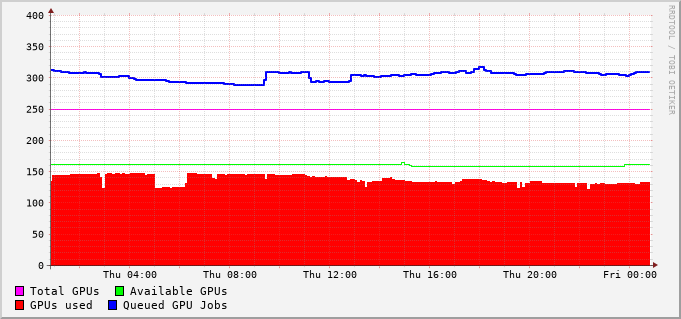 400
350
300
250
200
150
100
50
0
Thu 04:00 Thu 08:00 Thu 12:00 Thu 16:00 Thu 20:00 Fri 00:00
Total GPUs Available GPUs
GPUs used Queued GPU Jobs
RRDTOOL / TOBI OETIKER